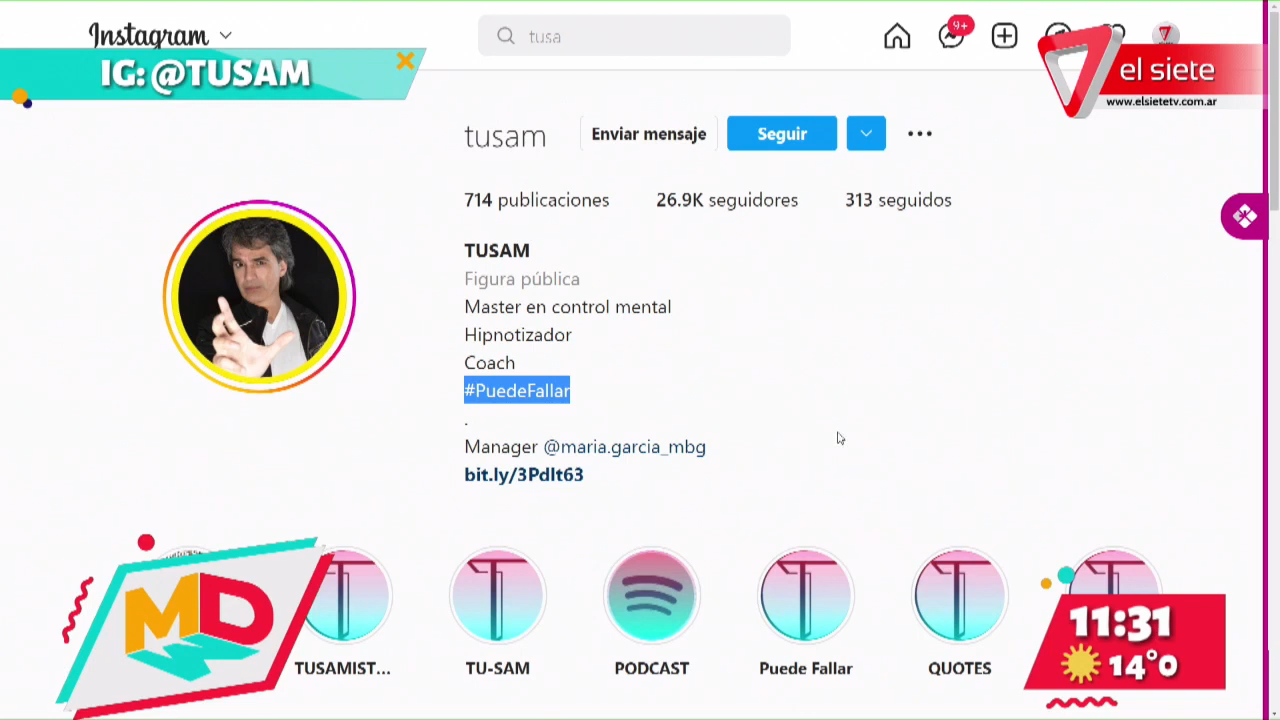 Instagram
tusa
9+
IG: @TUSAM
el siete
www.elsietetv.com.ar
tusam
Enviar mensaje
Seguir
714 publicaciones
26.9K seguidores
313 seguidos
TUSAM
Figura pública
Master en control mental
Hipnotizador
Coach
#PuedeFallar
.
Manager @maria.garcia_mbg
bit.ly/3Pdlt63
MD
TUSAMIST...
TU-SAM
PODCAST
Puede Fallar
QUOTES
11:31
14°0